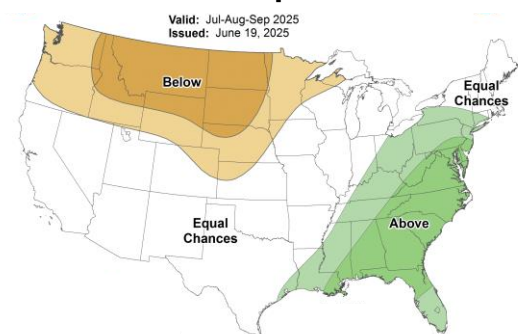 Valid: Jul-Aug-Sep 2025
Issued: June 19, 2025
Below
Equal
Chances
Equal
Chances
Above